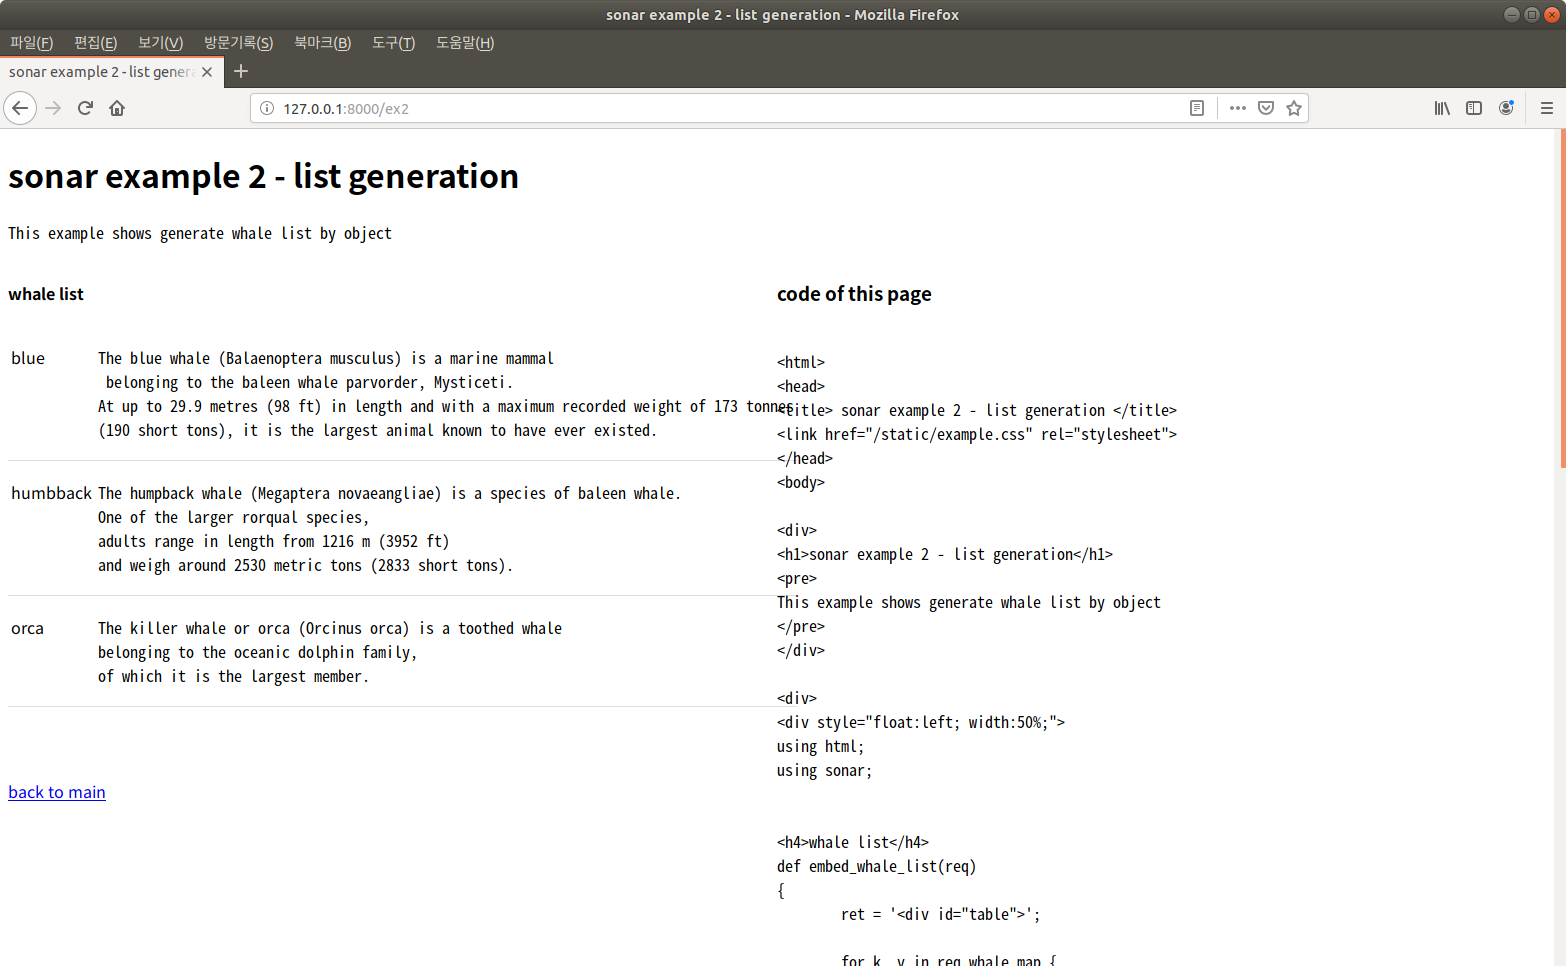 sonar example 2 - list generation - Mozilla Firefox
파일(F) 편집(E) 보기(V) 방문기록(S) 북마크(B) 도구(T) 도움말(H)
sonar example 2 - list gener
127.0.0.1:8000/ex2
sonar example 2 - list generation
This example shows generate whale list by object
whale list
blue
The blue whale (Balaenoptera musculus) is a marine mammal
belonging to the baleen whale parvorder, Mysticeti.
At up to 29.9 metres (98 ft) in length and with a maximum recorded weight of 173 tonnes
(190 short tons), it is the largest animal known to have ever existed.
humbback
The humpback whale (Megaptera novaeangliae) is a species of baleen whale.
One of the larger rorqual species,
adults range in length from 1216 m (3952 ft)
and weigh around 2530 metric tons (2833 short tons).
orca
The killer whale or orca (Orcinus orca) is a toothed whale
belonging to the oceanic dolphin family,
of which it is the largest member.
back to main
code of this page
<html>
<head>
<title> sonar example 2 - list generation </title>
<link href="/static/example.css" rel="stylesheet">
</head>
<body>
<div>
<h1>sonar example 2 - list generation</h1>
<pre>
This example shows generate whale list by object
</pre>
</div>
<div>
<div style="float:left; width:50%;">
using html;
using sonar;
<h4>whale list</h4>
def embed_whale_list(req)
{
ret = '<div id="table">';
for k, v in req.whale_map {